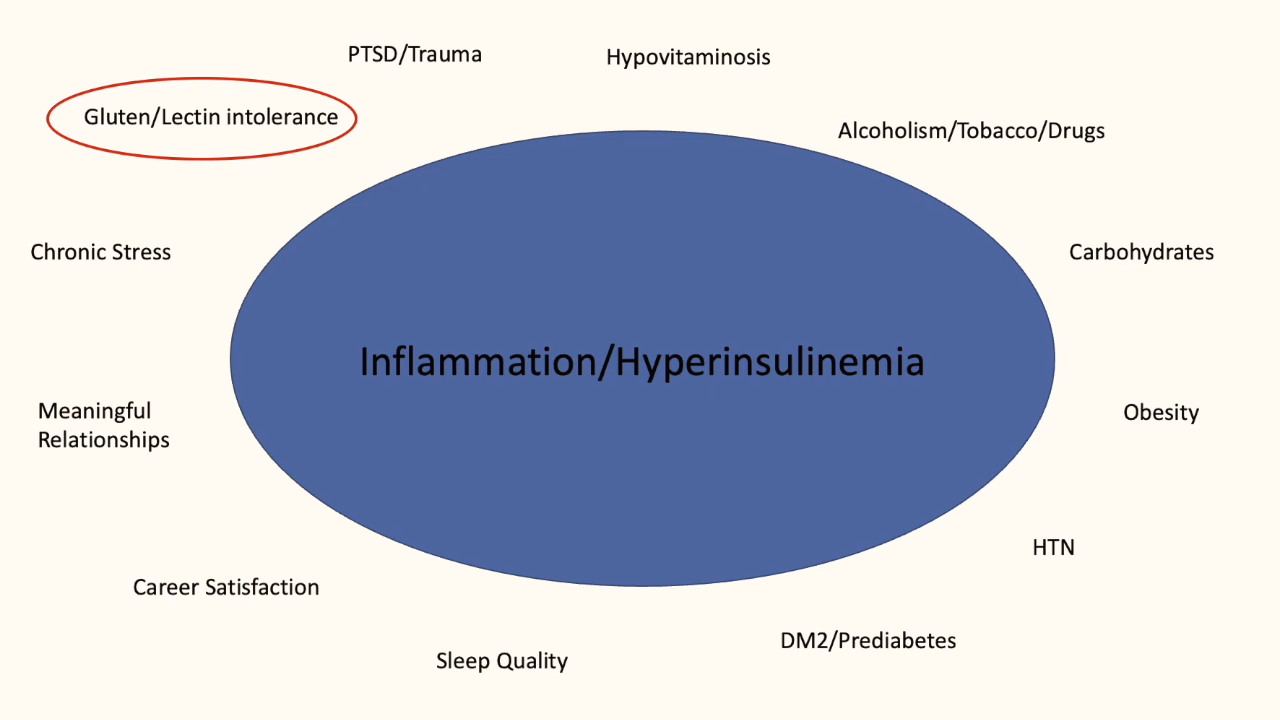 PTSD/Trauma
Hypovitaminosis
Gluten/Lectin intolerance
Alcoholism/Tobacco/Drugs
Chronic Stress
Carbohydrates
Inflammation/Hyperinsulinemia
Meaningful
Relationships
Obesity
HTN
Career Satisfaction
DM2/Prediabetes
Sleep Quality